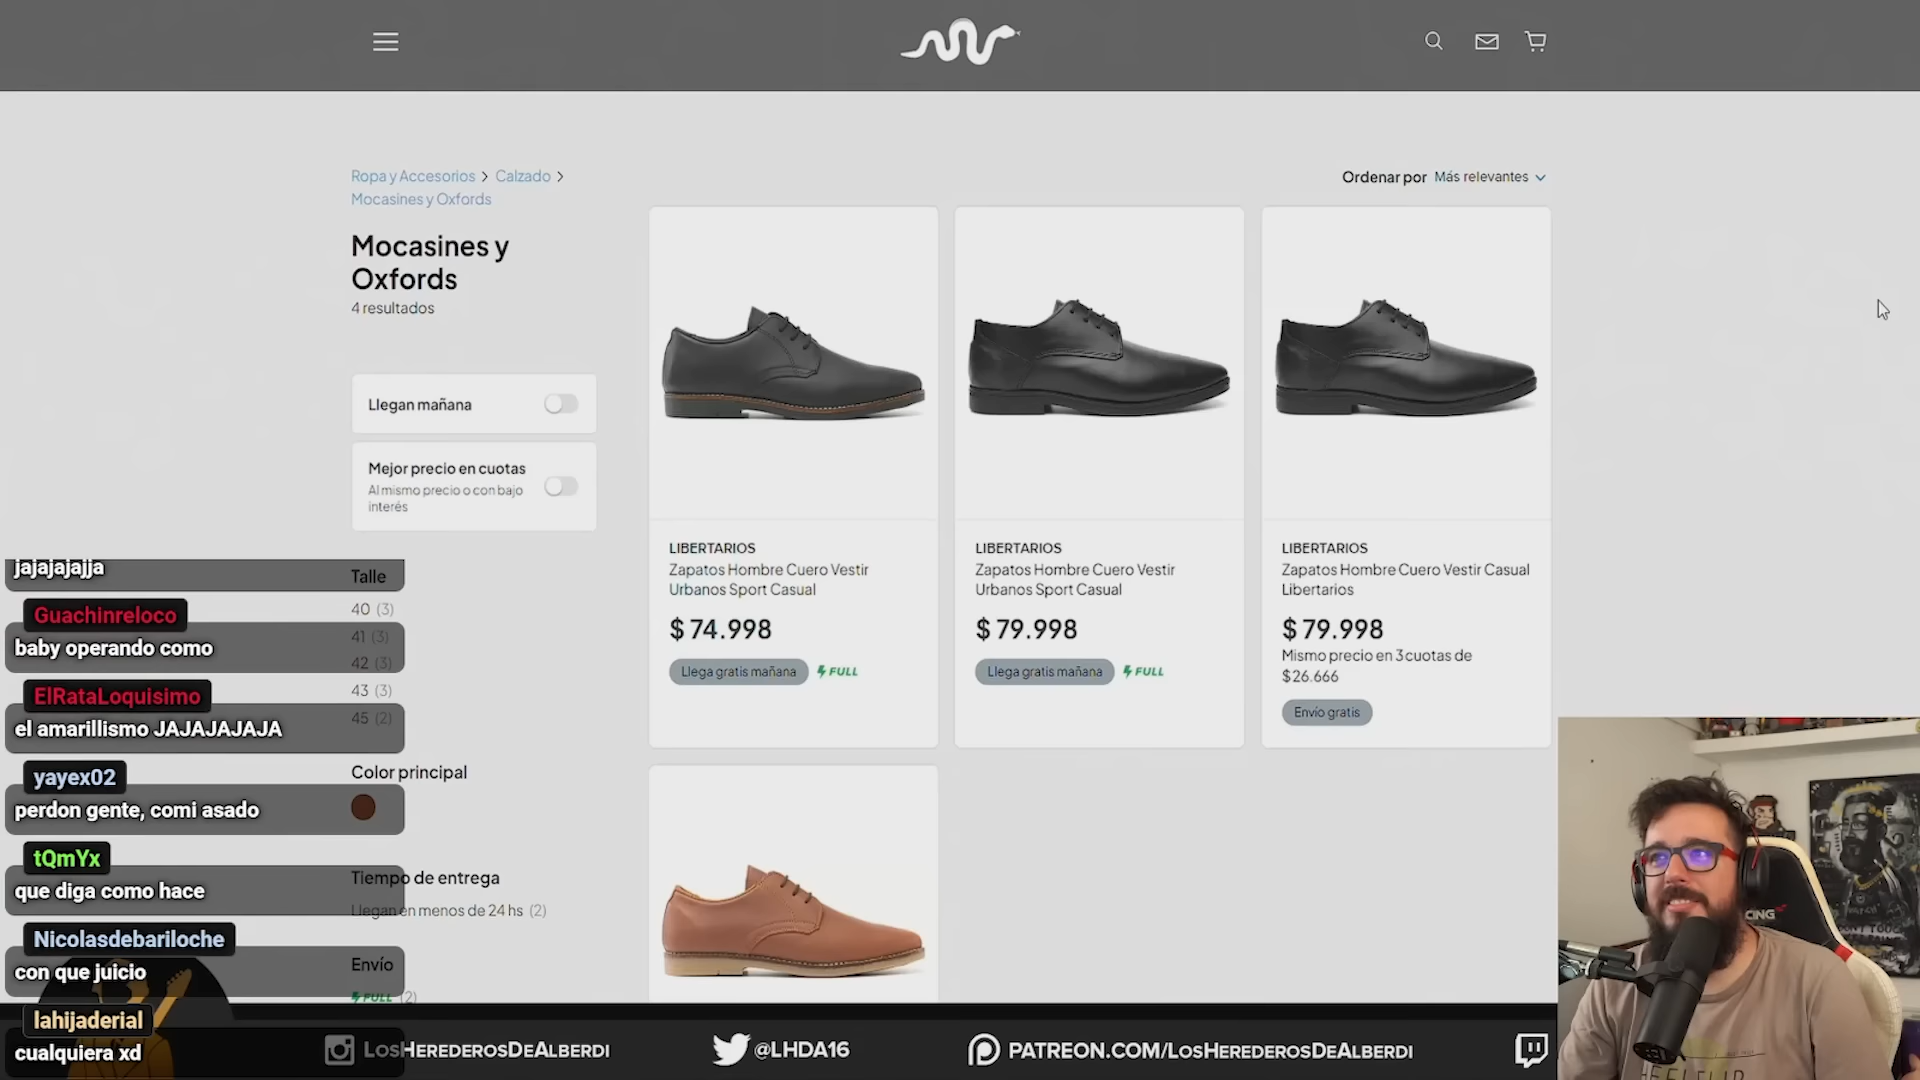 Ropa y Accesorios > Calzado >
Mocasines y Oxfords
Mocasines y
Oxfords
4 resultados
Llegan mañana
Mejor precio en cuotas
Al mismo precio o con bajo
interés
Talle
40 (3)
41 (3)
42 (3)
43 (3)
45 (2)
Color principal
Tiempo de entrega
Llegan en menos de 24 hs (2)
Envío
FULL (2)
Ordenar por Más relevantes
LIBERTARIOS
Zapatos Hombre Cuero Vestir
Urbanos Sport Casual
$ 74.998
Llega gratis mañana FULL
LIBERTARIOS
Zapatos Hombre Cuero Vestir
Urbanos Sport Casual
$ 79.998
Llega gratis mañana FULL
LIBERTARIOS
Zapatos Hombre Cuero Vestir Casual
Libertarios
$ 79.998
Mismo precio en 3 cuotas de
$ 26.666
Envío gratis
jajajajajja
Guachinreloco
baby operando como
ElRataLoquisimo
el amarillismo JAJAJAJAJA
yayex02
perdon gente, comi asado
tQmYx
que diga como hace
Nicolasdebariloche
con que juicio
lahijaderial
cualquiera xd
LOSHEREDEROSDEALBERDI
@LHDA16
PATREON.COM/LOSHEREDEROSDEALBERDI